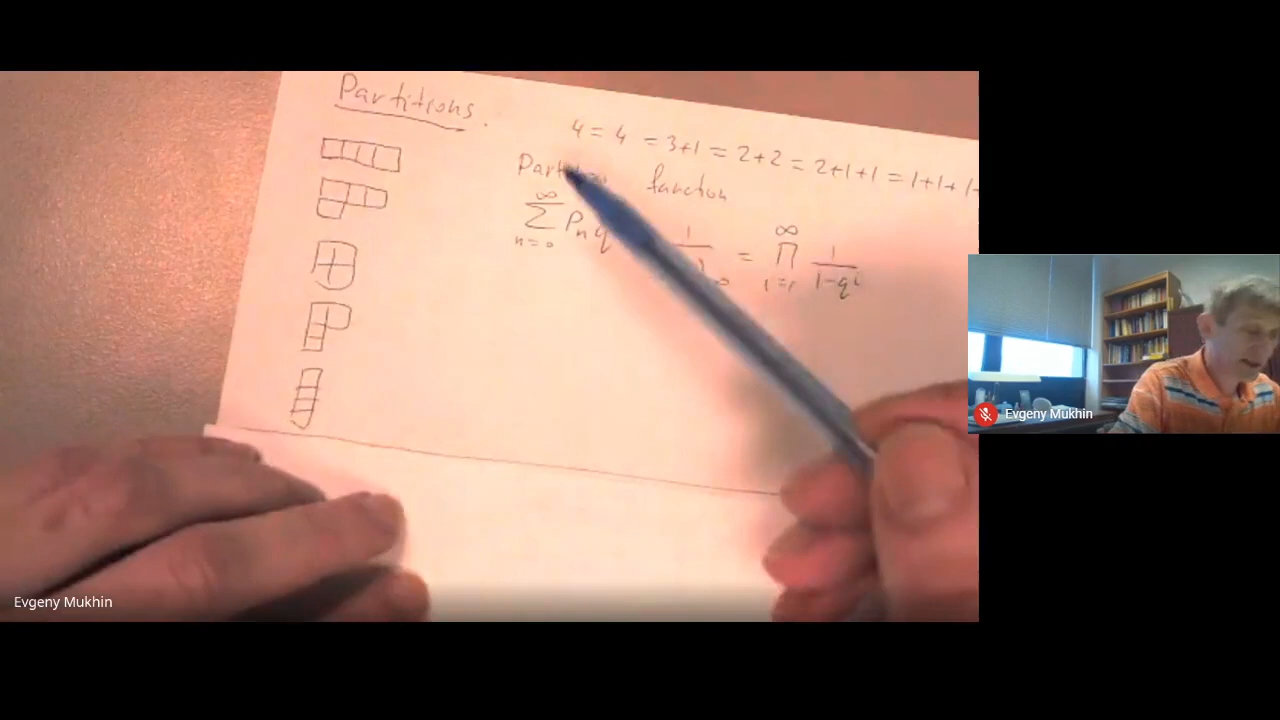 Partitions.
4 = 4 = 3+1 = 2+2 = 2+1+1 = 1+1+1+
function
∞ ∞
∑ Pₙ q 1 = ∏ 1
n=0 ∞ i=1 1-qⁱ
Evgeny Mukhin
Evgeny Mukhin